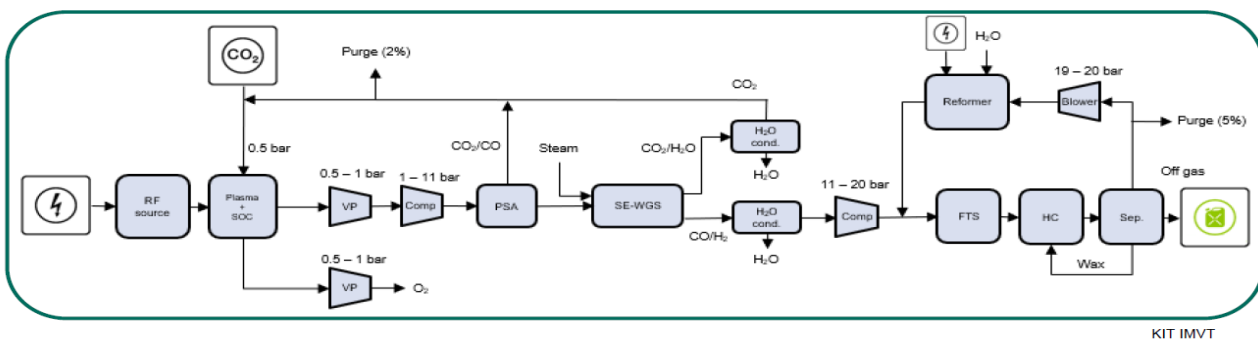 CO₂
Purge (2%)
H₂O
19 – 20 bar
CO₂
Reformer
Blower
Purge (5%)
H₂O
cond.
0.5 bar
CO₂/CO
Steam
CO₂/H₂O
H₂O
Off gas
0.5 – 1 bar
1 – 11 bar
11 – 20 bar
RF
source
Plasma
+
SOC
VP
Comp
PSA
SE-WGS
H₂O
cond.
Comp
FTS
HC
Sep.
CO/H₂
H₂O
Wax
0.5 – 1 bar
VP
O₂
KIT IMVT